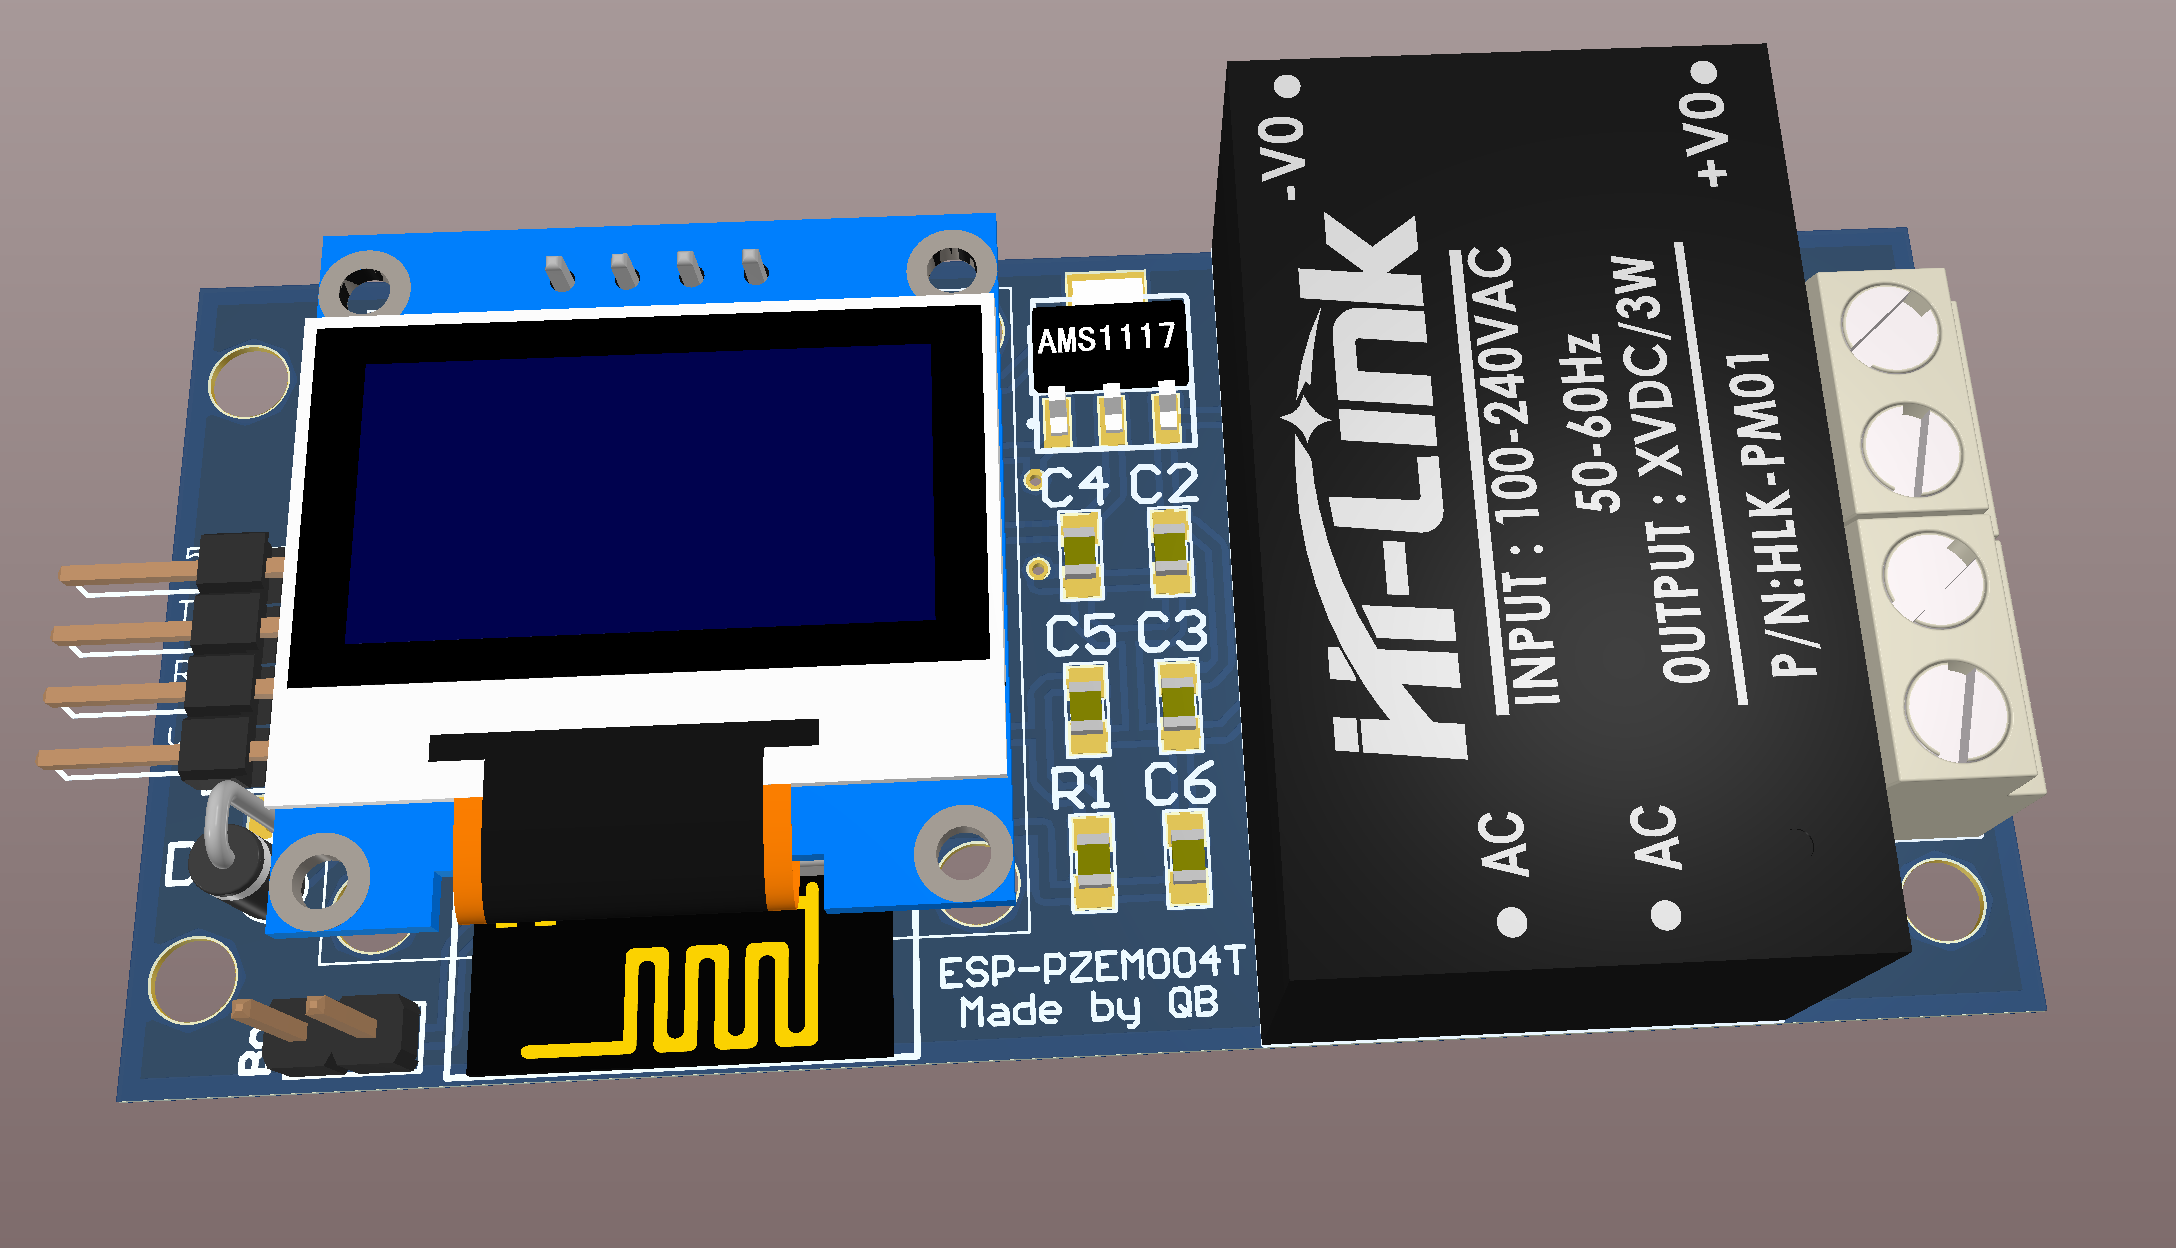 AMS1117
C4 C2
C5 C3
R1 C6
ESP-PZEM004T
Made by QB
-VO
+VO
Hi-Link
INPUT : 100-240VAC
50-60Hz
OUTPUT : XVDC/3W
P/N:HLK-PM01
AC
AC
5
T
R
D